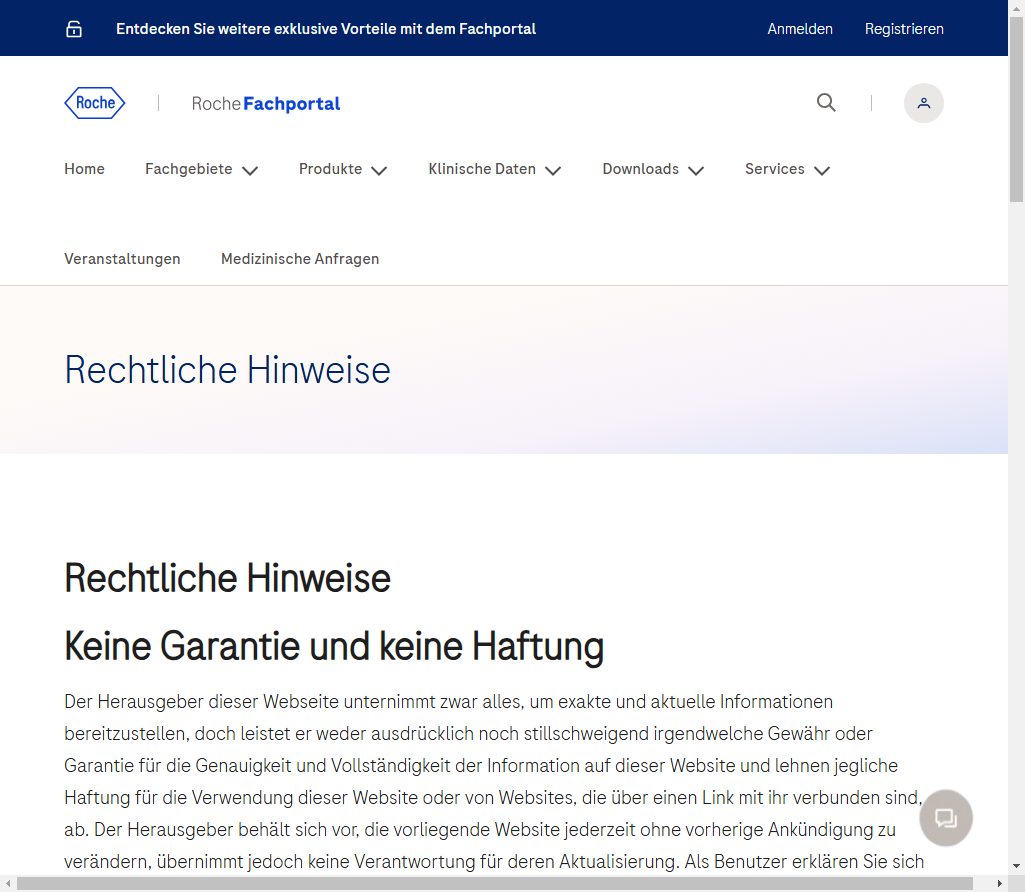 Entdecken Sie weitere exklusive Vorteile mit dem Fachportal
Anmelden
Registrieren
Roche
Roche Fachportal
Home
Fachgebiete
Produkte
Klinische Daten
Downloads
Services
Veranstaltungen
Medizinische Anfragen
Rechtliche Hinweise
Rechtliche Hinweise
Keine Garantie und keine Haftung
Der Herausgeber dieser Webseite unternimmt zwar alles, um exakte und aktuelle Informationen
bereitzustellen, doch leistet er weder ausdrücklich noch stillschweigend irgendwelche Gewähr oder
Garantie für die Genauigkeit und Vollständigkeit der Information auf dieser Website und lehnen jegliche
Haftung für die Verwendung dieser Website oder von Websites, die über einen Link mit ihr verbunden sind,
ab. Der Herausgeber behält sich vor, die vorliegende Website jederzeit ohne vorherige Ankündigung zu
verändern, übernimmt jedoch keine Verantwortung für deren Aktualisierung. Als Benutzer erklären Sie sich